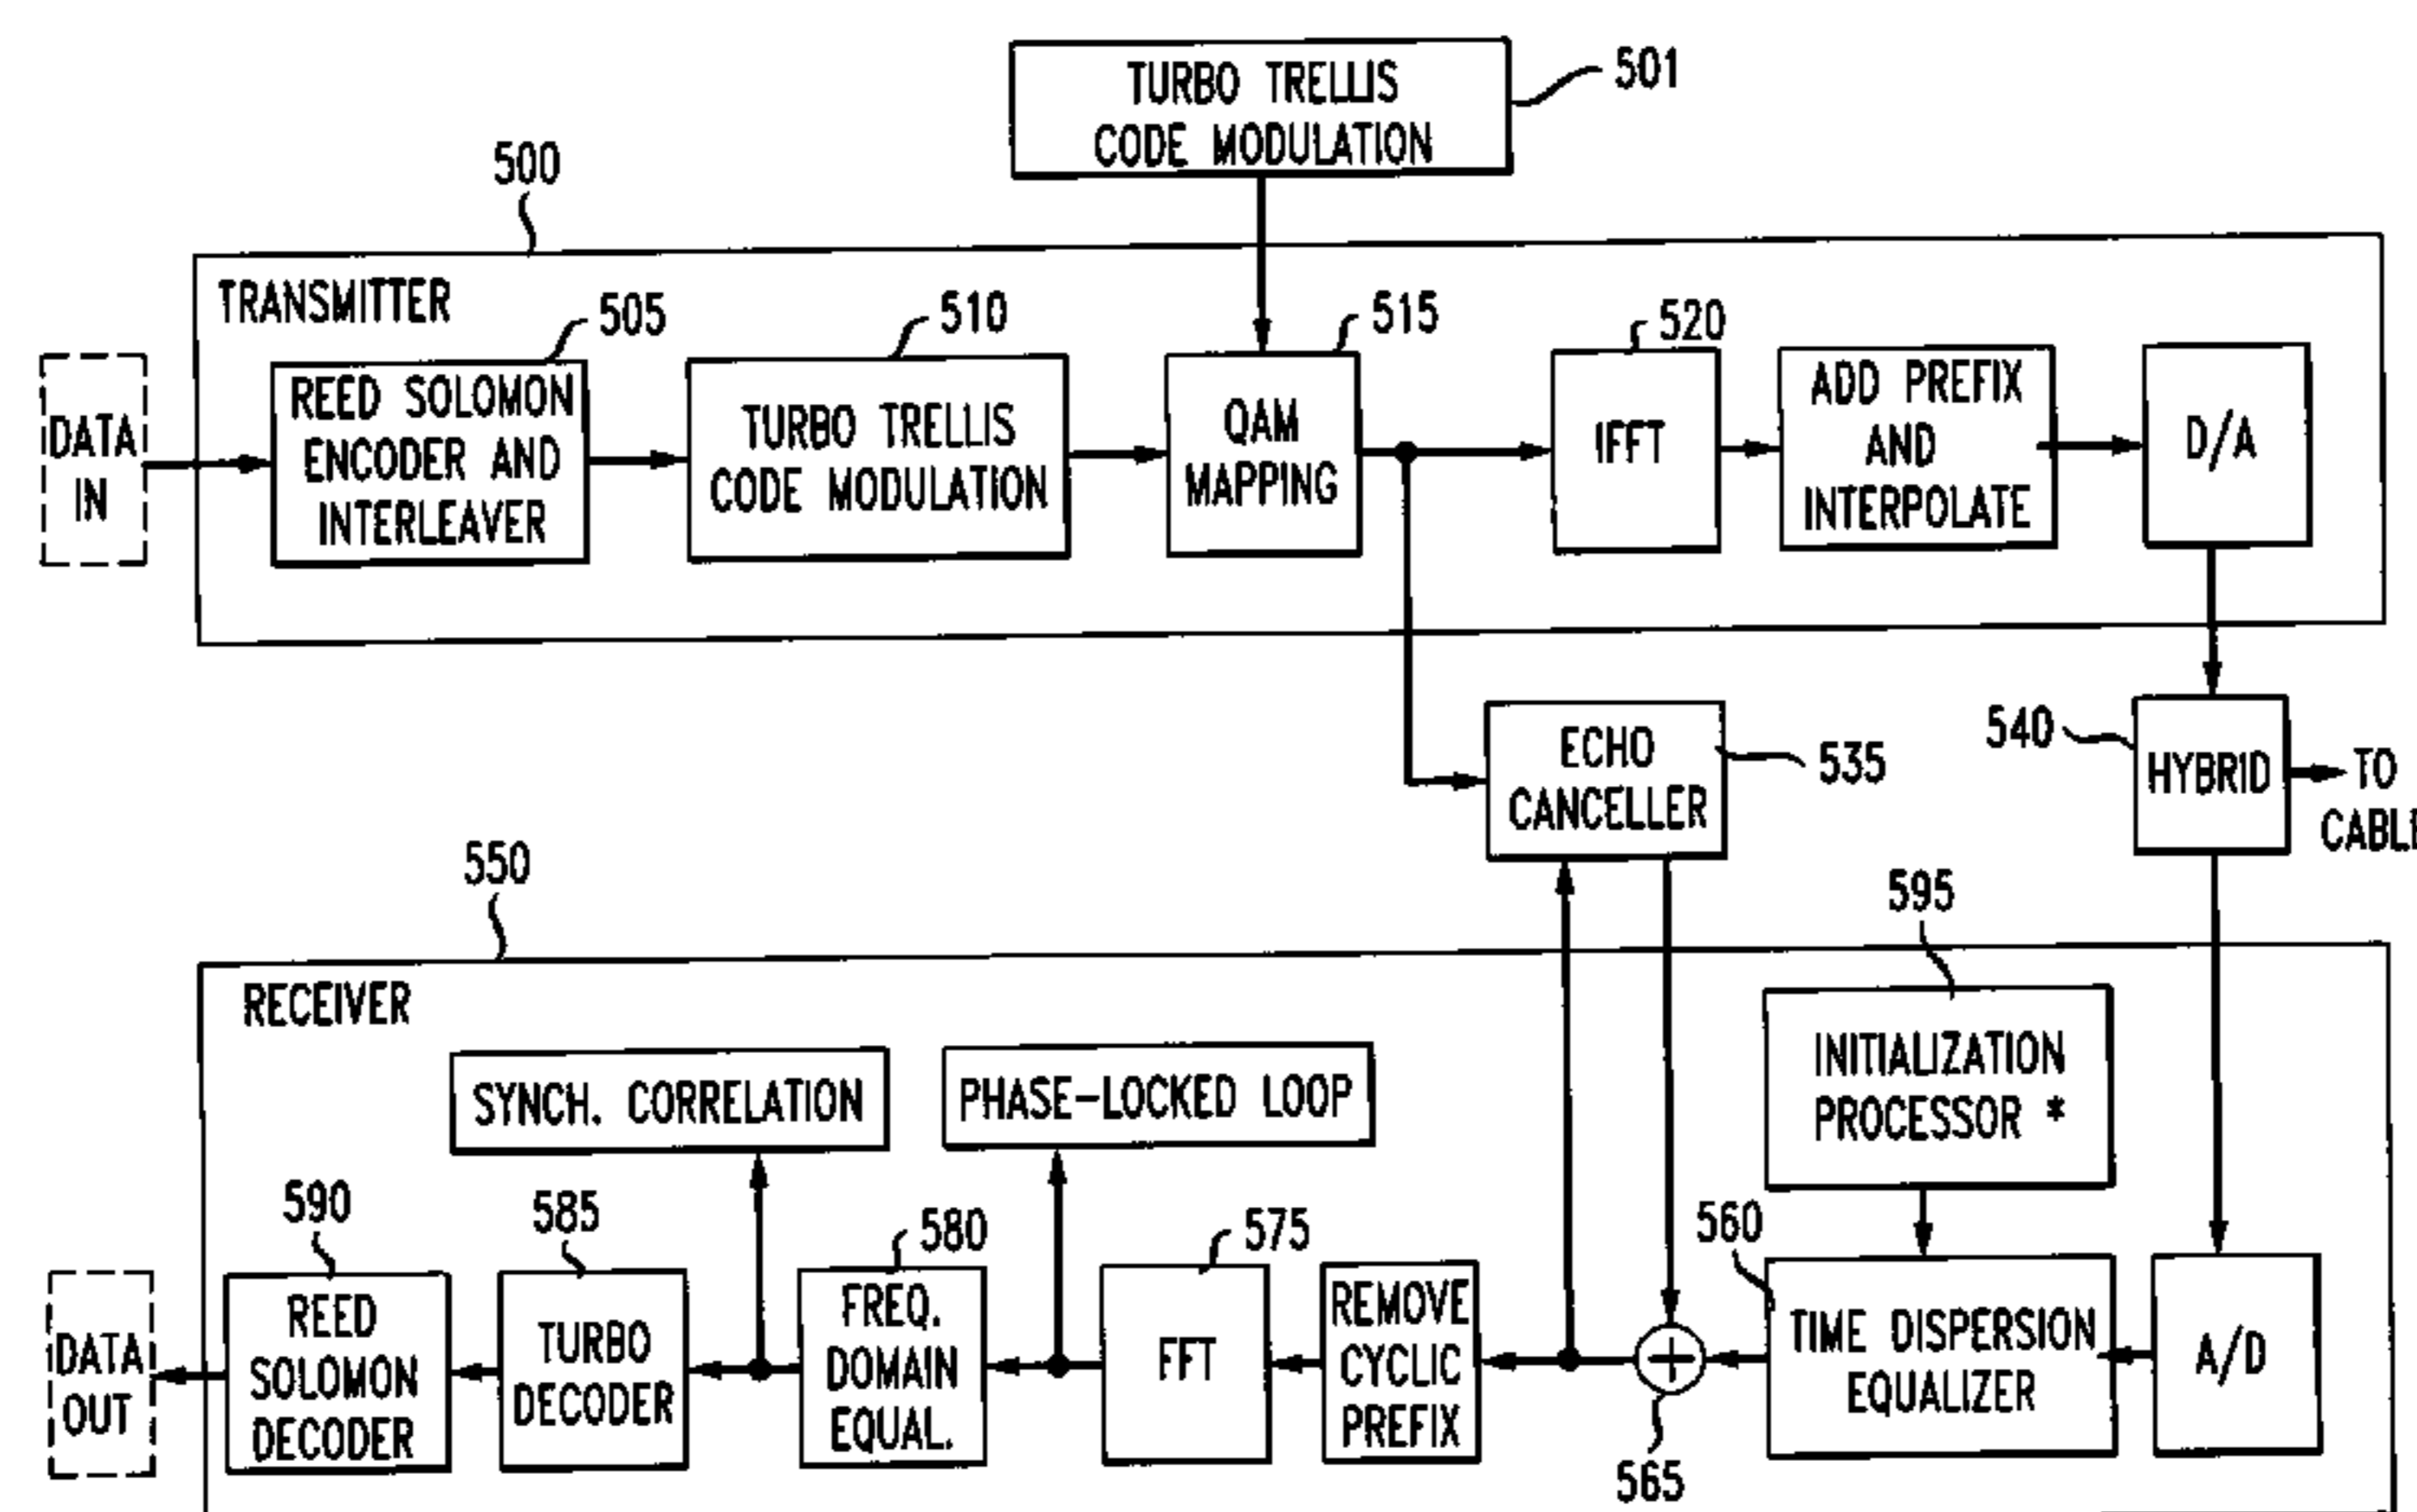 TURBO TRELLIS
CODE MODULATION
501
500
TRANSMITTER
505
510
515
520
DATA
IN
REED SOLOMON
ENCODER AND
INTERLEAVER
TURBO TRELLIS
CODE MODULATION
QAM
MAPPING
IFFT
ADD PREFIX
AND
INTERPOLATE
D/A
ECHO
CANCELLER
535
540
HYBRID
TO
CABLE
550
RECEIVER
595
INITIALIZATION
PROCESSOR *
SYNCH. CORRELATION
PHASE-LOCKED LOOP
590
585
580
575
560
DATA
OUT
REED
SOLOMON
DECODER
TURBO
DECODER
FREQ.
DOMAIN
EQUAL.
FFT
REMOVE
CYCLIC
PREFIX
+
565
TIME DISPERSION
EQUALIZER
A/D